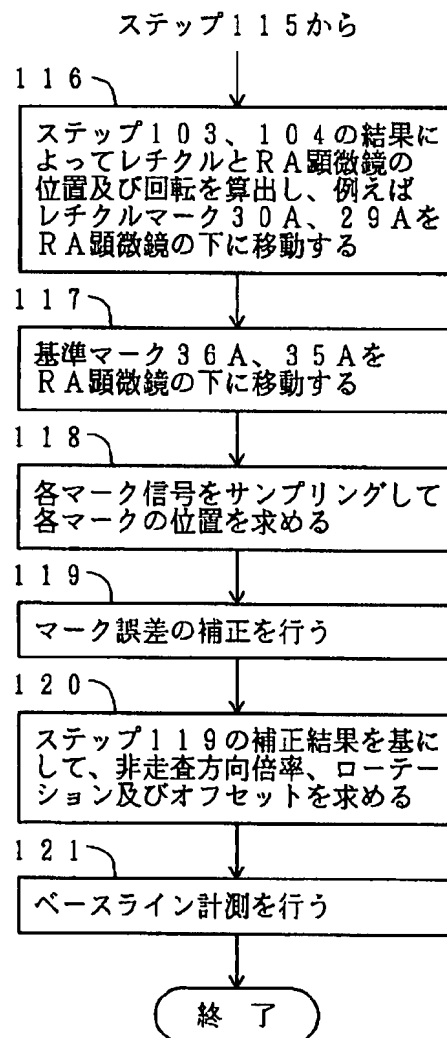 ステップ115から
116
ステップ103、104の結果に
よってレチクルとRA顕微鏡の
位置及び回転を算出し、例えば
レチクルマーク30A、29Aを
RA顕微鏡の下に移動する
117
基準マーク36A、35Aを
RA顕微鏡の下に移動する
118
各マーク信号をサンプリングして
各マークの位置を求める
119
マーク誤差の補正を行う
120
ステップ119の補正結果を基に
して、非走査方向倍率、ローテー
ション及びオフセットを求める
121
ベースライン計測を行う
終了